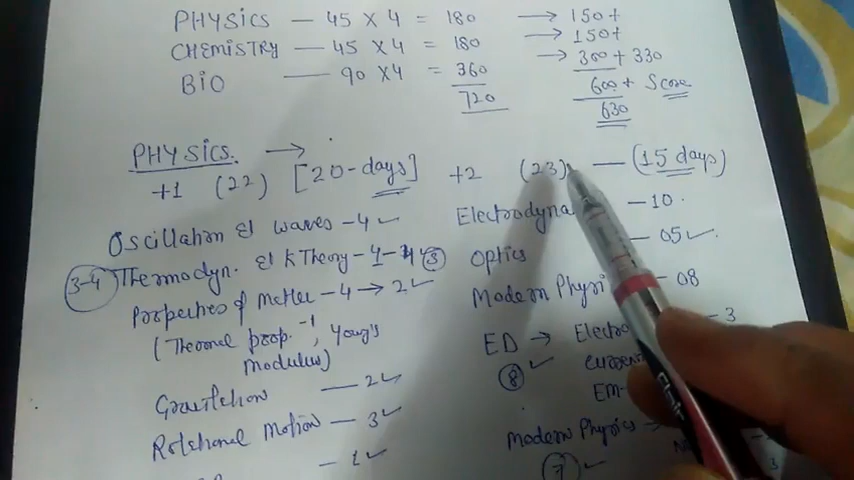 PHYSICS — 45 X 4 = 180 → 150+
CHEMISTRY — 45 X 4 = 180 → 150+
BIO — 90 X 4 = 360 → 300 + 330
720 600 + Score
630
PHYSICS. →
+1 (22) [20-days] +2 (23) — (15 days)
Oscillation & waves — 4 ✓ Electrodyna — 10
3-4 Thermodyn. & K Theory — 4 Optics — 05 ✓
Properties of Matter — 4 → 2 ✓ Modern Physi — 08
(Thermal prop. -1, Young's ED → Electro — 3
Modulus) 8 ✓ current
Gravitation — 2 ✓ EM-
Rotational Motion — 3 ✓ Modern Physics →
7 ✓ 3